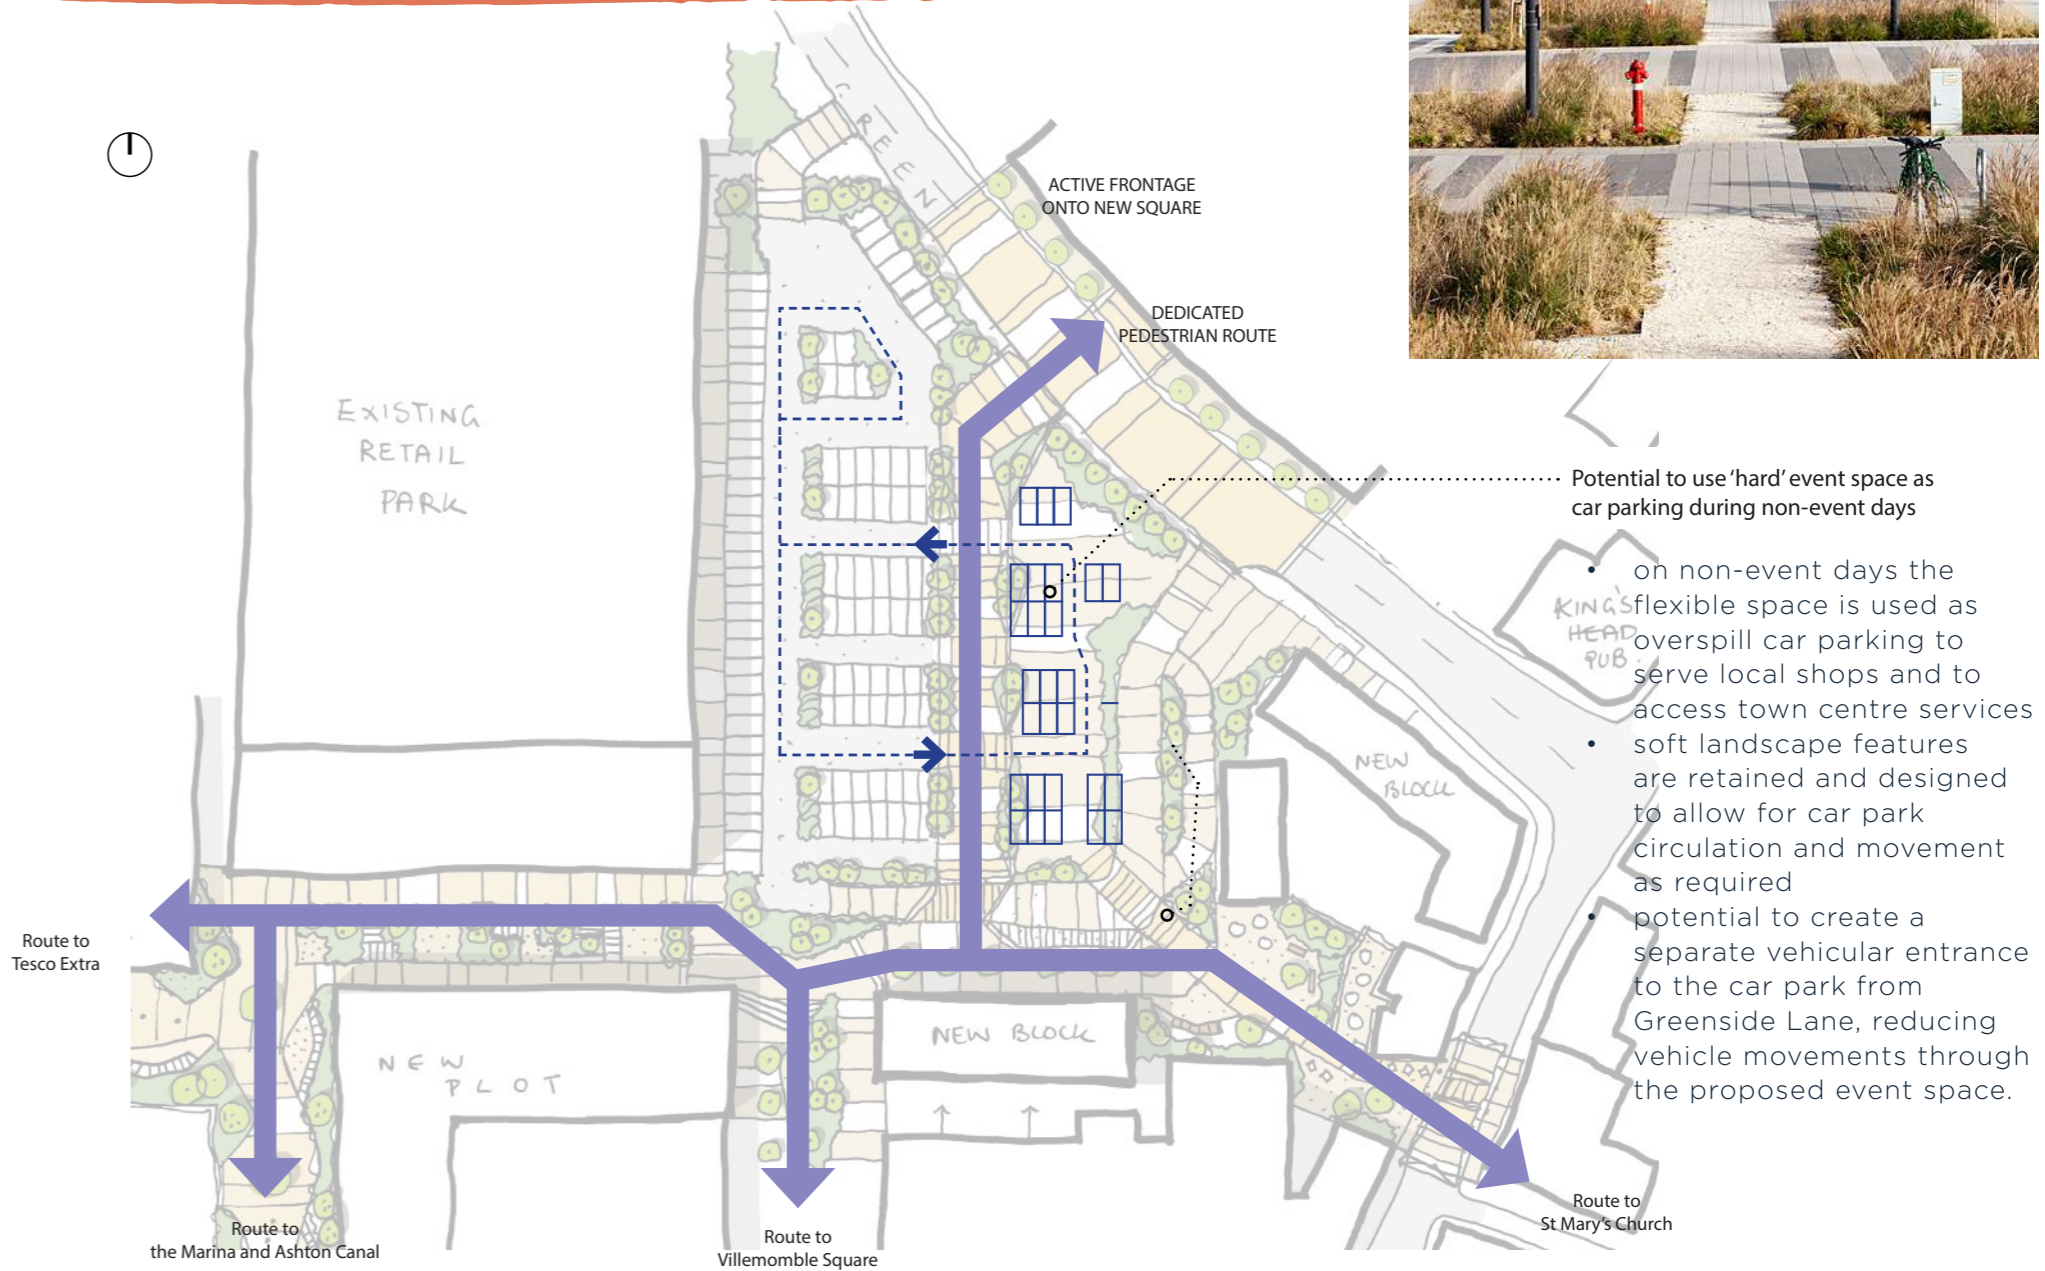 GREEN
ACTIVE FRONTAGE
ONTO NEW SQUARE
DEDICATED
PEDESTRIAN ROUTE
EXISTING
RETAIL
PARK
Potential to use ‘hard’ event space as
car parking during non-event days
KING'S
HEAD
PUB.
• on non-event days the
flexible space is used as
overspill car parking to
serve local shops and to
access town centre services
• soft landscape features
are retained and designed
to allow for car park
circulation and movement
as required
• potential to create a
separate vehicular entrance
to the car park from
Greenside Lane, reducing
vehicle movements through
the proposed event space.
NEW
BLOCK
Route to
Tesco Extra
NEW
PLOT
NEW BLOCK
Route to
the Marina and Ashton Canal
Route to
Villemomble Square
Route to
St Mary’s Church